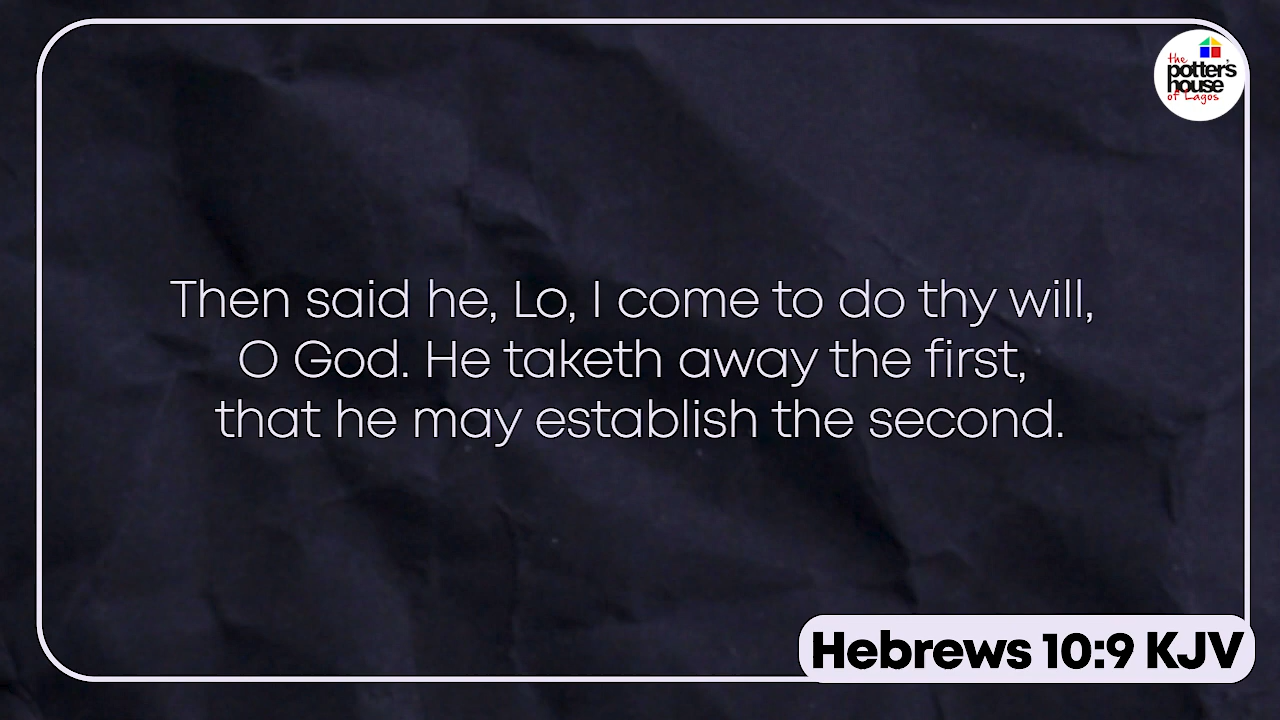 the
potter's
house
of Lagos
Then said he, Lo, I come to do thy will,
O God. He taketh away the first,
that he may establish the second.
Hebrews 10:9 KJV